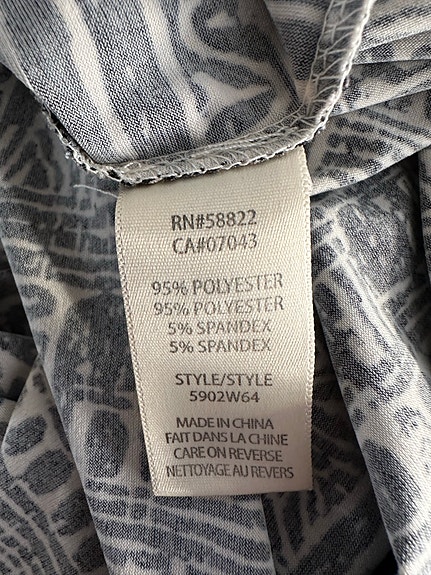 RN#58822
CA#07043
95% POLYESTER
95% POLYESTER
5% SPANDEX
5% SPANDEX
STYLE/STYLE
5902W64
MADE IN CHINA
FAIT DANS LA CHINE
CARE ON REVERSE
NETTOYAGE AU REVERS